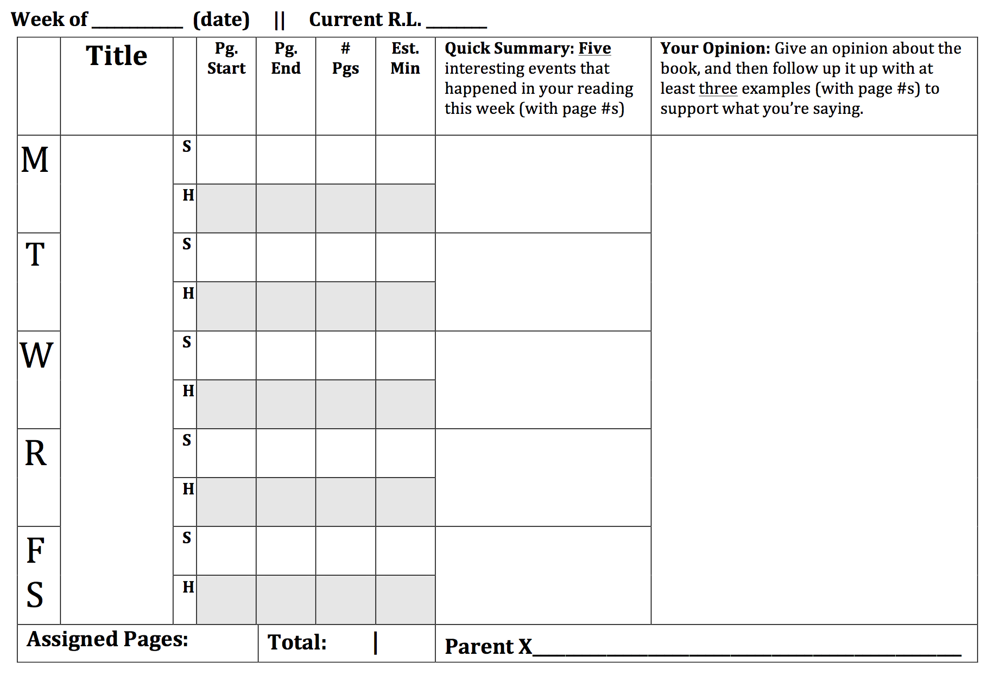 Week of ____________ (date) || Current R.L. ________
Title
Pg. Start
Pg. End
# Pgs
Est. Min
Quick Summary: Five
interesting events that
happened in your reading
this week (with page #s)
Your Opinion: Give an opinion about the
book, and then follow up it up with at
least three examples (with page #s) to
support what you're saying.
M
S
H
T
S
H
W
S
H
R
S
H
F
S
S
H
Assigned Pages:
Total: |
Parent X____________________________________________________